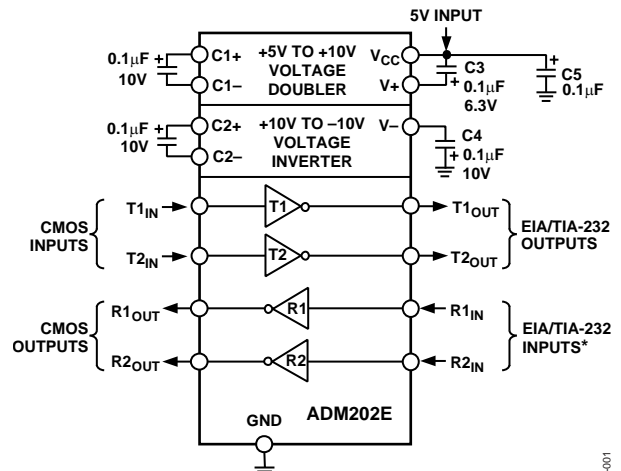 5V INPUT
0.1µF
10V
+
C1+
C1–
+5V TO +10V
VOLTAGE
DOUBLER
VCC
V+
+
C3
0.1µF
6.3V
+
C5
0.1µF
0.1µF
10V
+
C2+
C2–
+10V TO –10V
VOLTAGE
INVERTER
V–
C4
+
0.1µF
10V
CMOS
INPUTS
T1IN
T1
T1OUT
T2IN
T2
T2OUT
EIA/TIA-232
OUTPUTS
CMOS
OUTPUTS
R1OUT
R1
R1IN
R2OUT
R2
R2IN
EIA/TIA-232
INPUTS*
GND
ADM202E
-001